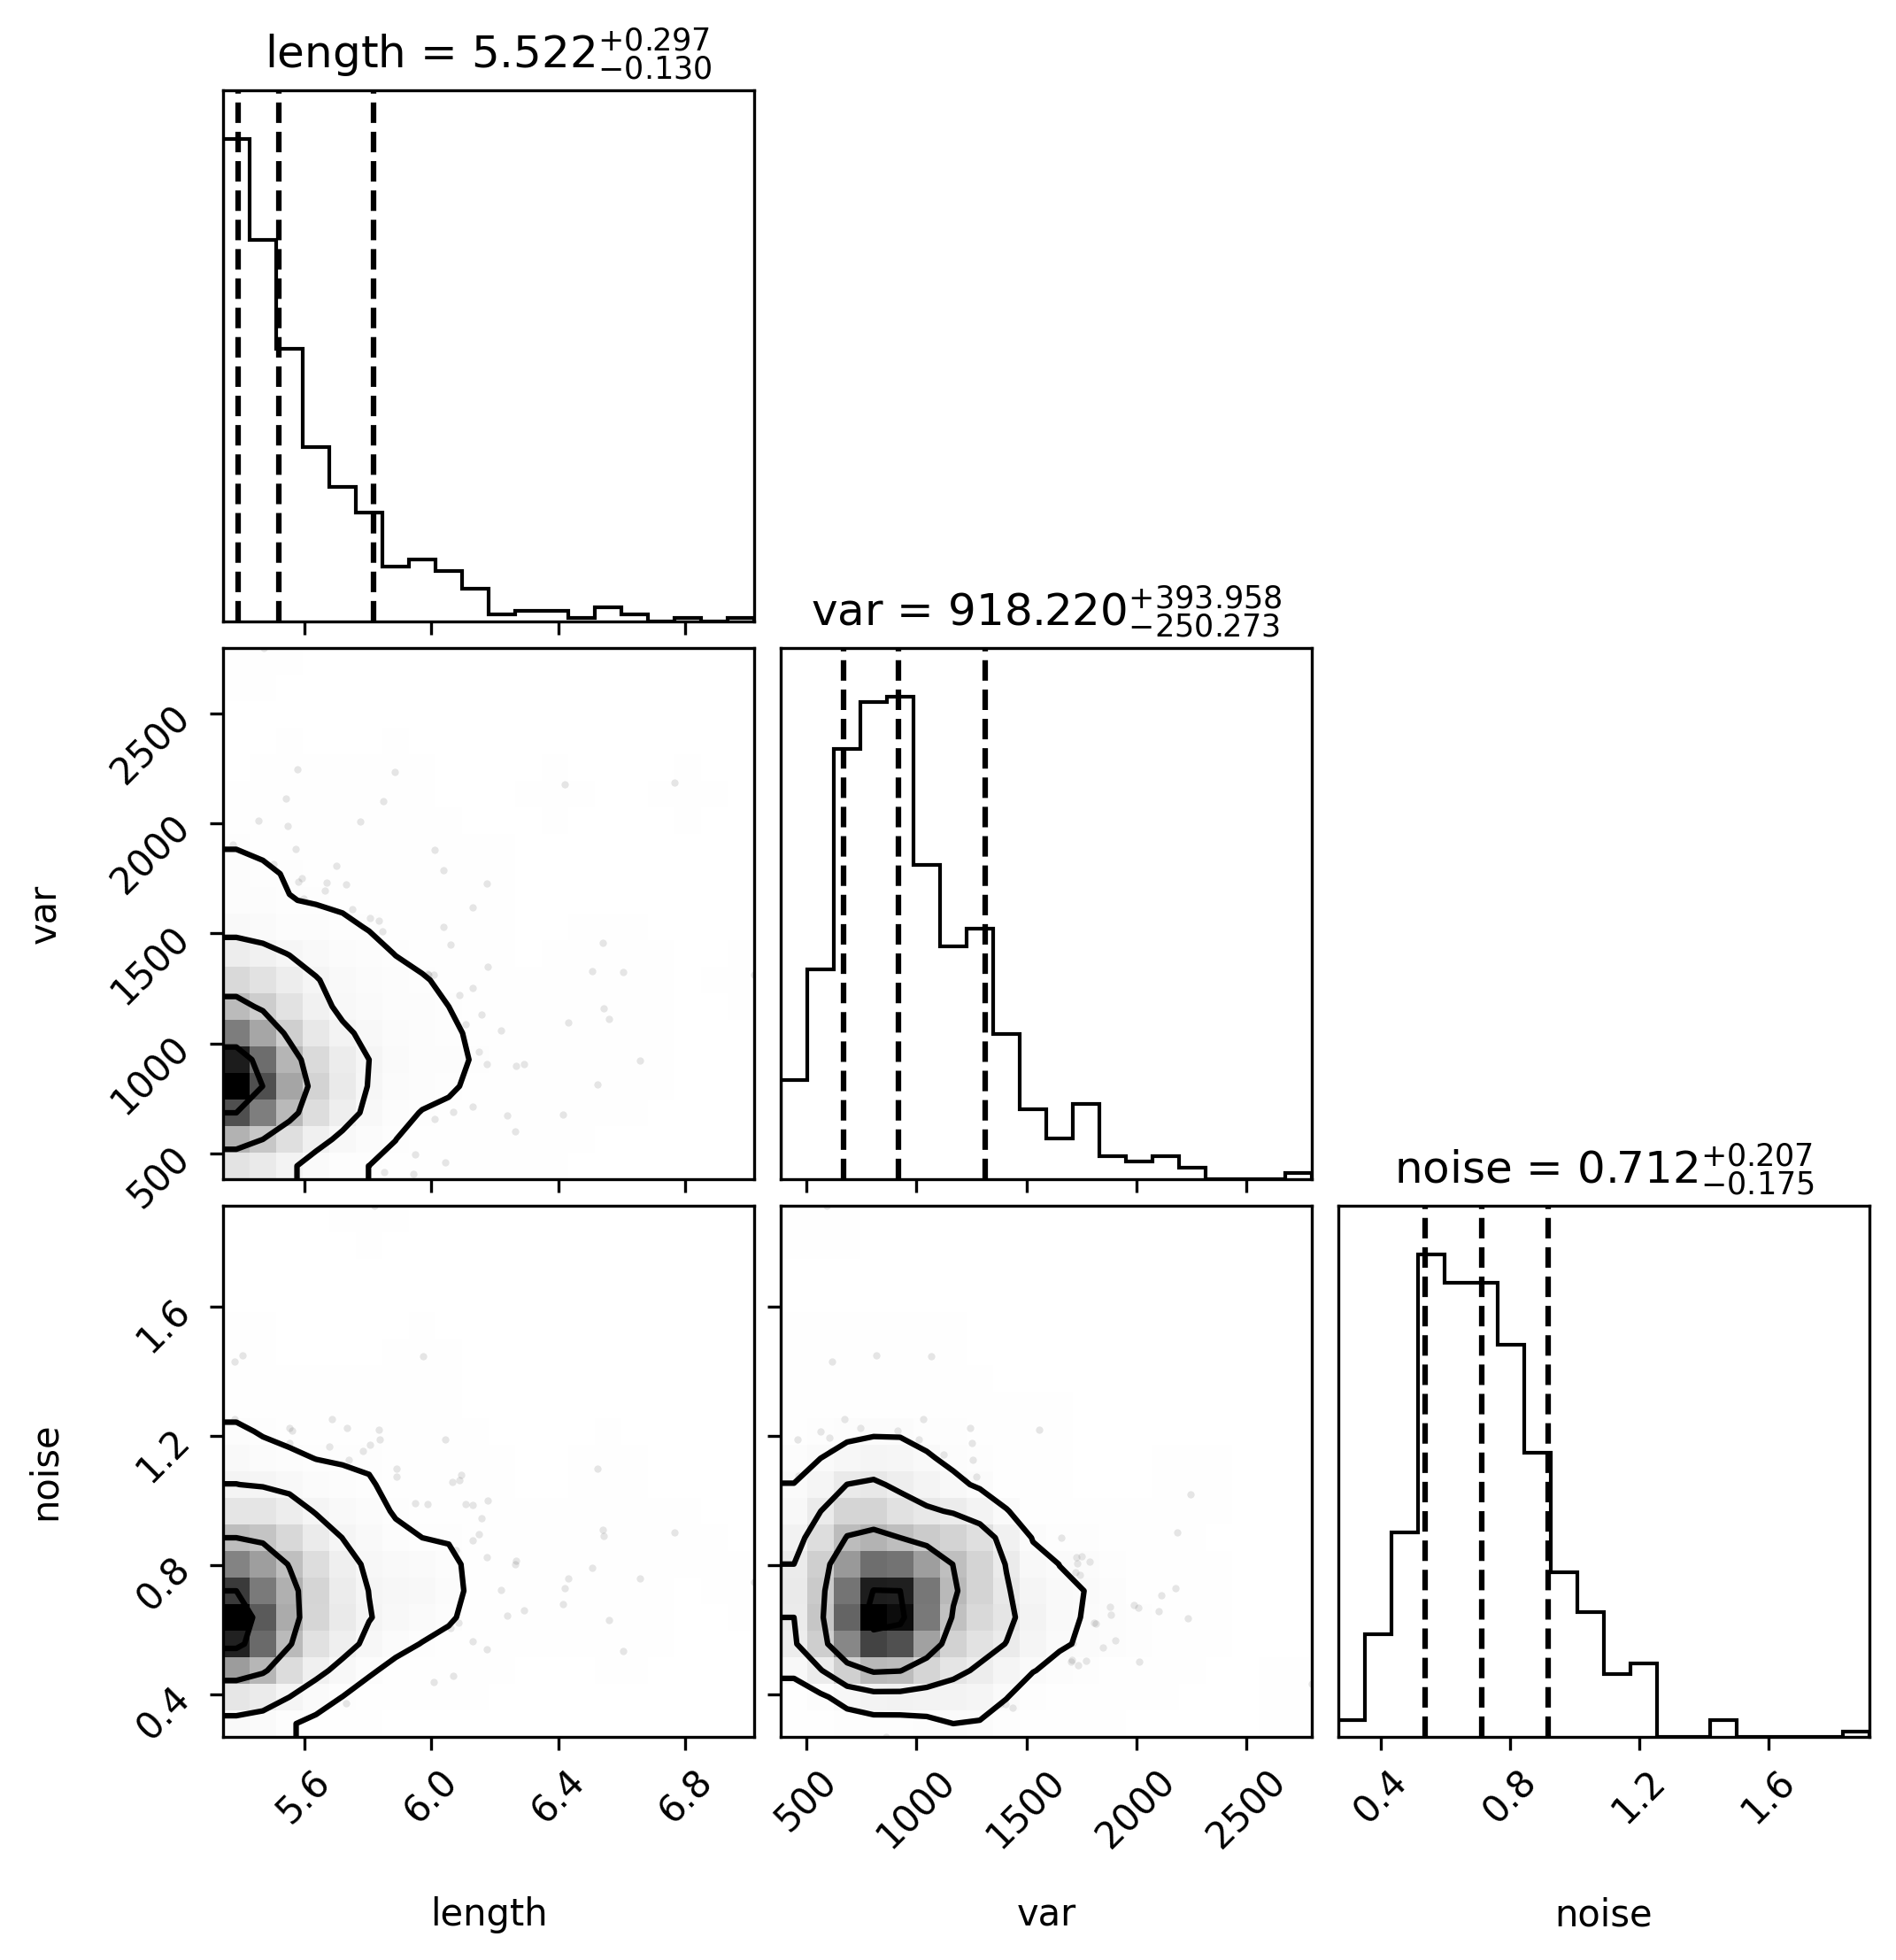 length = 5.522 +0.297 −0.130
var = 918.220 +393.958 −250.273
2500
2000
1500
1000
500
var
noise = 0.712 +0.207 −0.175
1.6
1.2
0.8
0.4
noise
5.6 6.0 6.4 6.8 500 1000 1500 2000 2500 0.4 0.8 1.2 1.6
length var noise